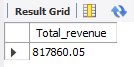 Result Grid
Total_revenue
817860.05